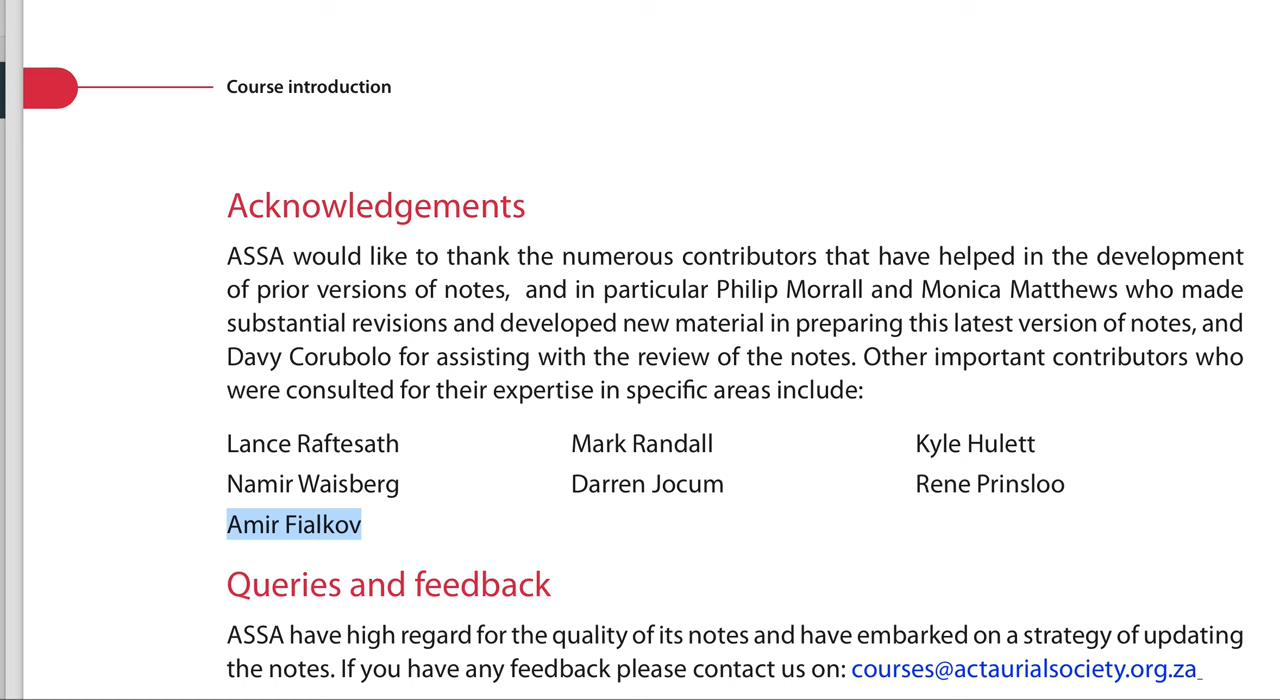 Course introduction
Acknowledgements
ASSA would like to thank the numerous contributors that have helped in the development
of prior versions of notes,  and in particular Philip Morrall and Monica Matthews who made
substantial revisions and developed new material in preparing this latest version of notes, and
Davy Corubolo for assisting with the review of the notes. Other important contributors who
were consulted for their expertise in specific areas include:
Lance Raftesath Mark Randall Kyle Hulett
Namir Waisberg Darren Jocum Rene Prinsloo
Amir Fialkov
Queries and feedback
ASSA have high regard for the quality of its notes and have embarked on a strategy of updating
the notes. If you have any feedback please contact us on: courses@actaurialsociety.org.za